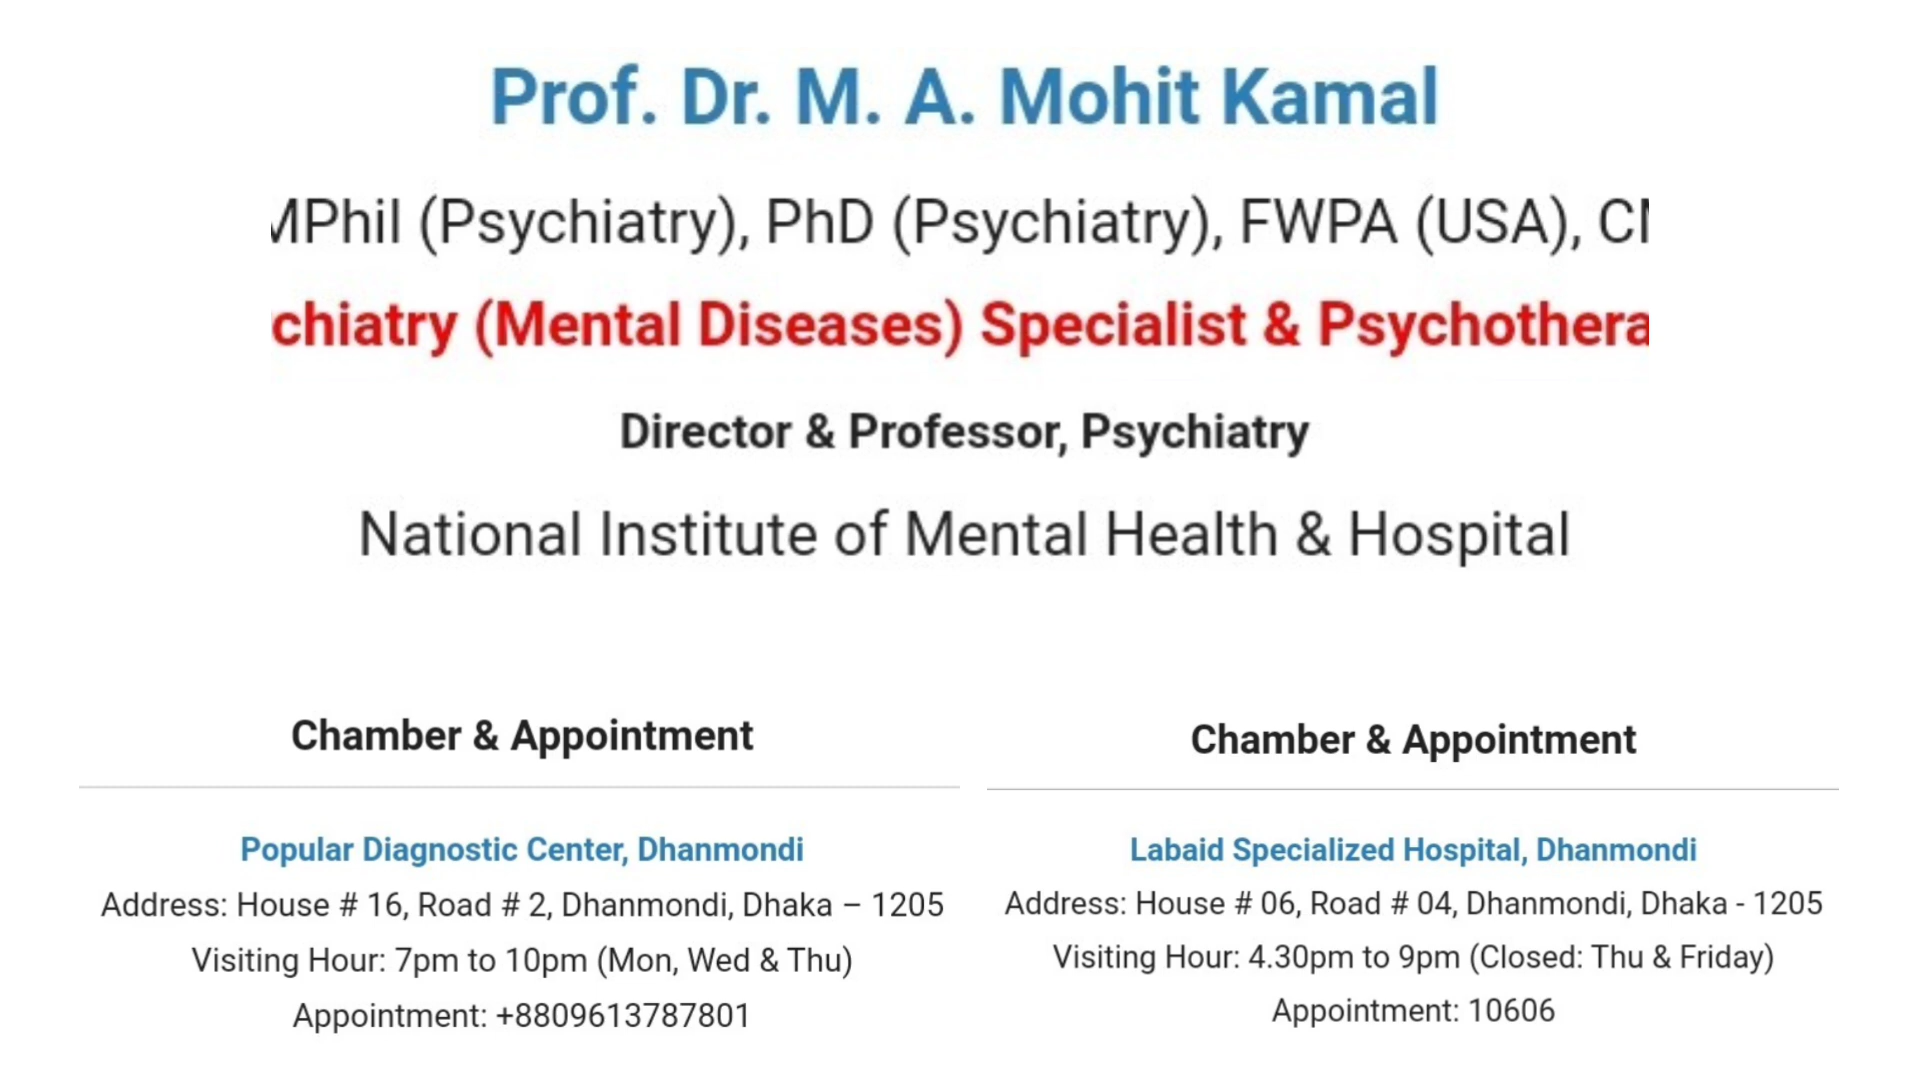 Prof. Dr. M. A. Mohit Kamal
MPhil (Psychiatry), PhD (Psychiatry), FWPA (USA),
chiatry (Mental Diseases) Specialist & Psychothera
Director & Professor, Psychiatry
National Institute of Mental Health & Hospital
Chamber & Appointment
Popular Diagnostic Center, Dhanmondi
Address: House # 16, Road # 2, Dhanmondi, Dhaka – 1205
Visiting Hour: 7pm to 10pm (Mon, Wed & Thu)
Appointment: +8809613787801
Chamber & Appointment
Labaid Specialized Hospital, Dhanmondi
Address: House # 06, Road # 04, Dhanmondi, Dhaka - 1205
Visiting Hour: 4.30pm to 9pm (Closed: Thu & Friday)
Appointment: 10606